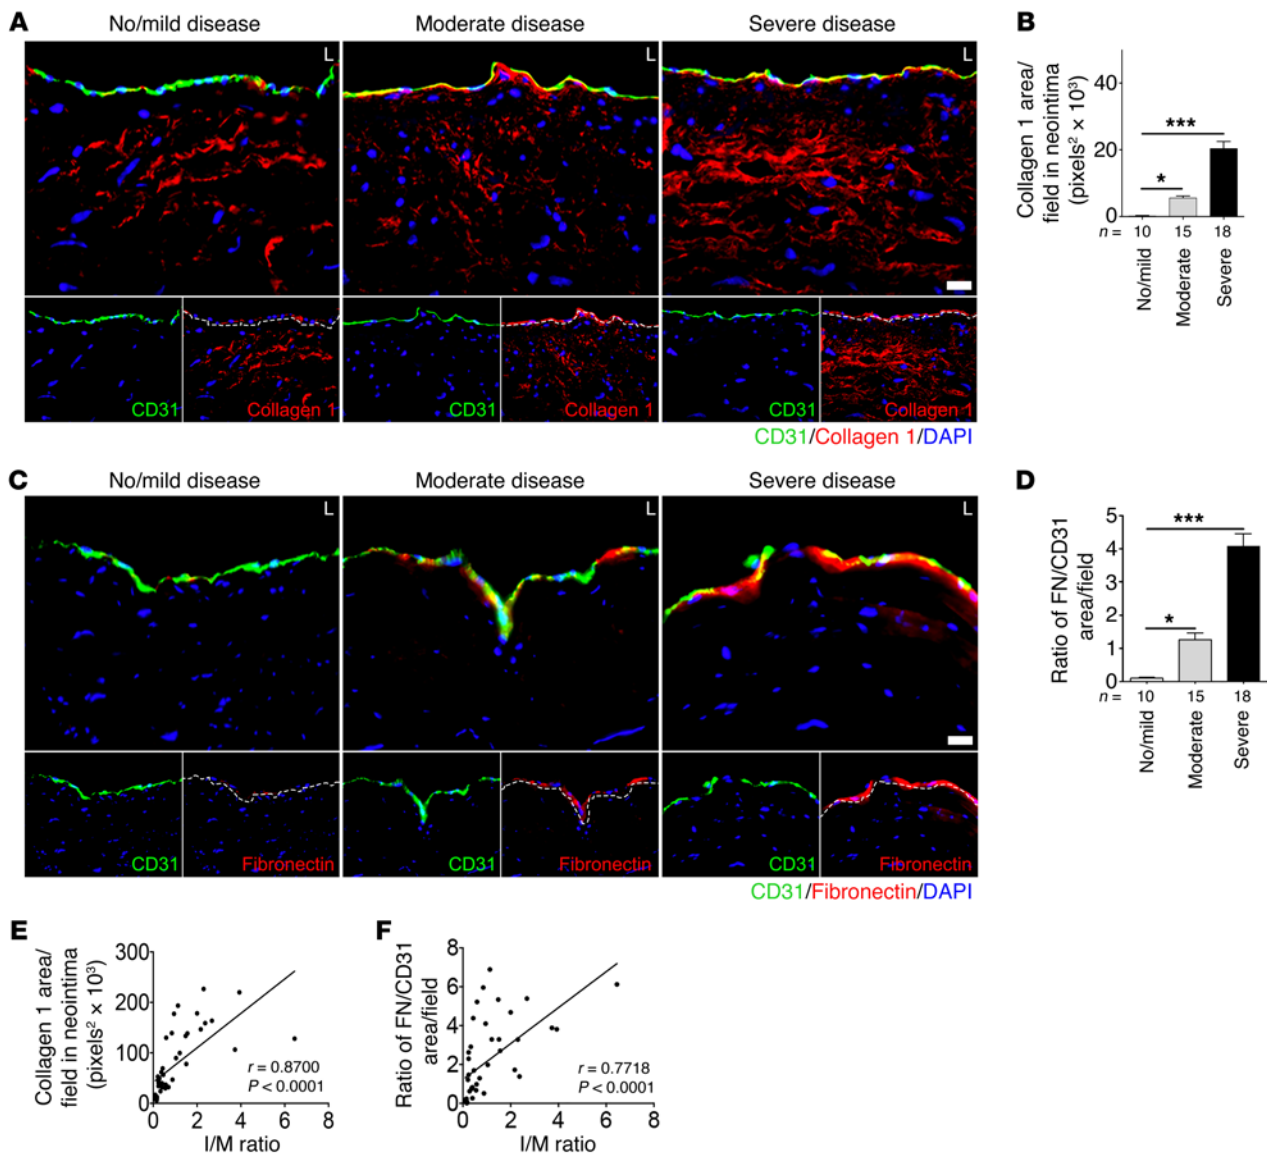 A
No/mild disease
Moderate disease
Severe disease
L
L
L
CD31
Collagen 1
CD31
Collagen 1
CD31
Collagen 1
CD31/Collagen 1/DAPI
B
Collagen 1 area/
field in neointima
(pixels² × 10³)
40
20
0
***
*
n = 10 15 18
No/mild
Moderate
Severe
C
No/mild disease
Moderate disease
Severe disease
L
L
L
CD31
Fibronectin
CD31
Fibronectin
CD31
Fibronectin
CD31/Fibronectin/DAPI
D
Ratio of FN/CD31
area/field
5
4
3
2
1
0
***
*
n = 10 15 18
No/mild
Moderate
Severe
E
Collagen 1 area/
field in neointima
(pixels² × 10³)
300
200
100
0
r = 0.8700
P < 0.0001
0 2 4 6 8
I/M ratio
F
Ratio of FN/CD31
area/field
8
6
4
2
0
r = 0.7718
P < 0.0001
0 2 4 6 8
I/M ratio